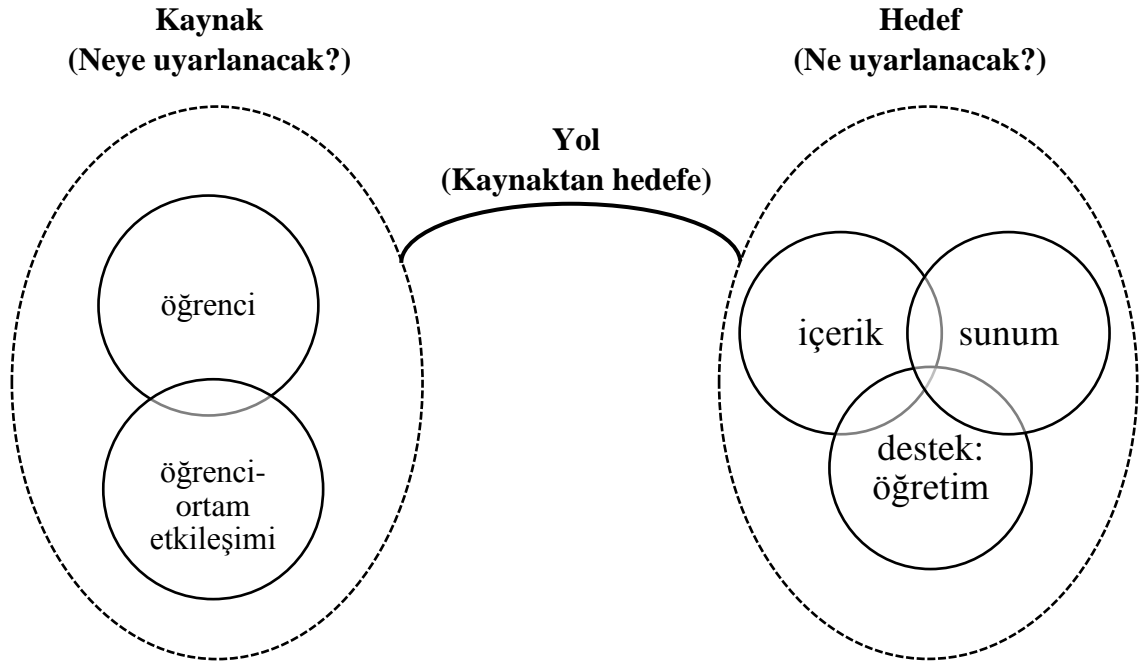 Kaynak
(Neye uyarlanacak?)
öğrenci
öğrenci-
ortam
etkileşimi
Yol
(Kaynaktan hedefe)
Hedef
(Ne uyarlanacak?)
içerik
sunum
destek:
öğretim